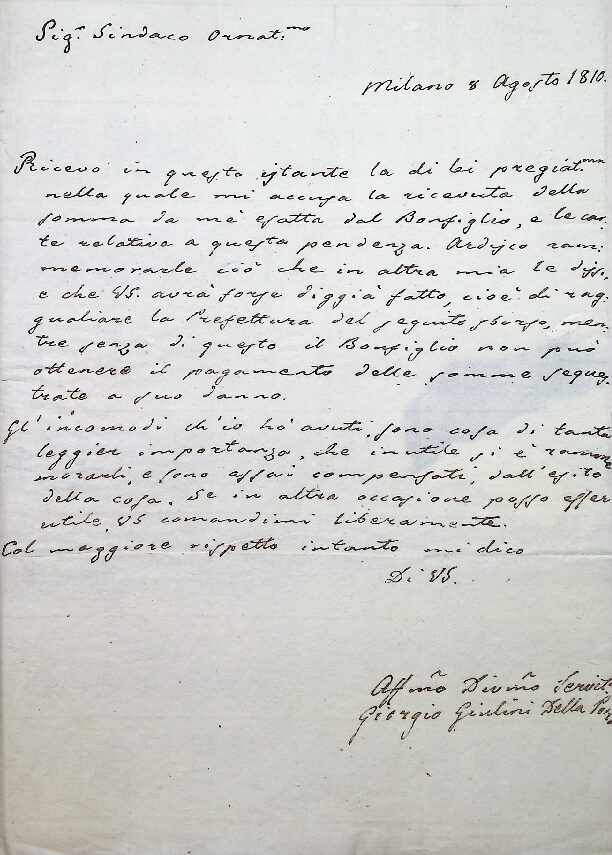 Sig.r Sindaco Ornat.mo
Milano 8 Agosto 1810.
Ricevo in questo istante la di lei pregiat.ma
nella quale mi accusa la ricevuta della
somma da mè esatta dal Bonfiglio, e le car-
te relative a questa pendenza. Ardisco ram-
memorarle ciò che in altra mia le dissi,
e che VS. avrà forse diggià fatto, cioè di rag-
guagliare la Prefettura del seguito sborso, men-
tre senza di questo il Bonfiglio non può
ottenere il pagamento delle somme seques-
trate a suo danno.
Gl'incomodi ch'io hò avuti, sono cosa di tanta
leggier importanza, che inutile si è ramme-
morarli, e sono assai compensati, dall'esito
della cosa. Se in altra occasione posso esser
utile, VS comandimi liberamente.
Col maggiore rispetto intanto mi dico
Di VS.
Aff.mo Div.mo Servit.
Giorgio Giulini Della